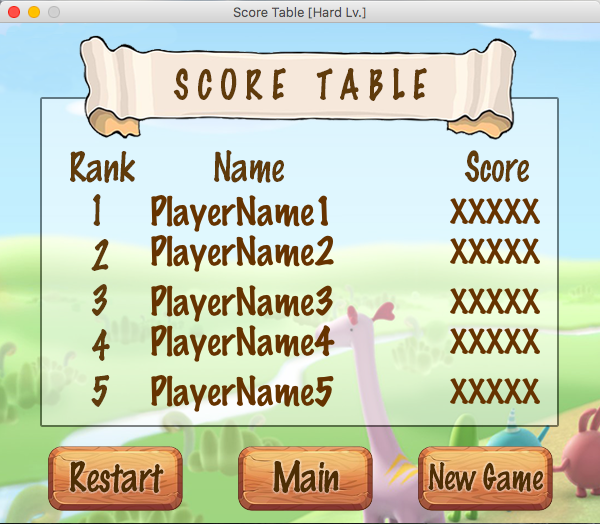 Score Table [Hard Lv.]
SCORE TABLE
Rank Name Score
1 PlayerName1 XXXXX
2 PlayerName2 XXXXX
3 PlayerName3 XXXXX
4 PlayerName4 XXXXX
5 PlayerName5 XXXXX
Restart Main New Game